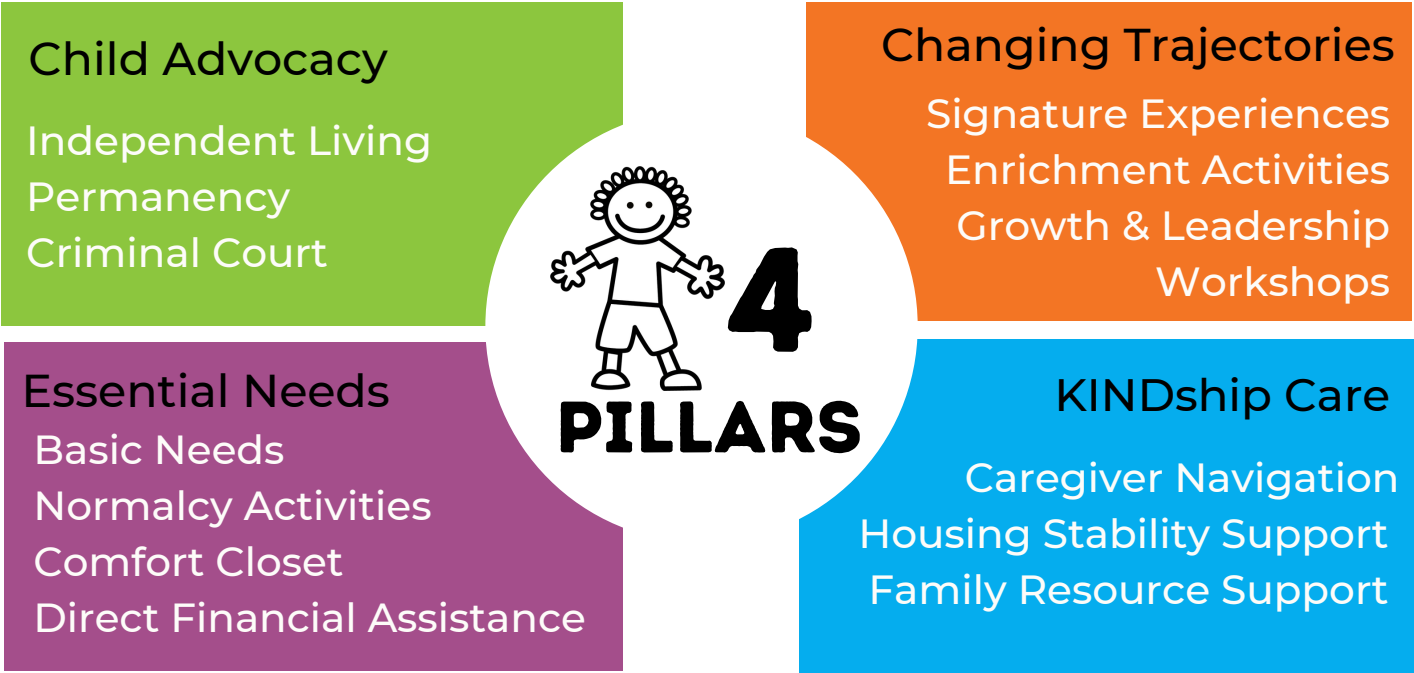 Child Advocacy
Independent Living
Permanency
Criminal Court
Changing Trajectories
Signature Experiences
Enrichment Activities
Growth & Leadership
Workshops
4
PILLARS
Essential Needs
Basic Needs
Normalcy Activities
Comfort Closet
Direct Financial Assistance
KINDship Care
Caregiver Navigation
Housing Stability Support
Family Resource Support